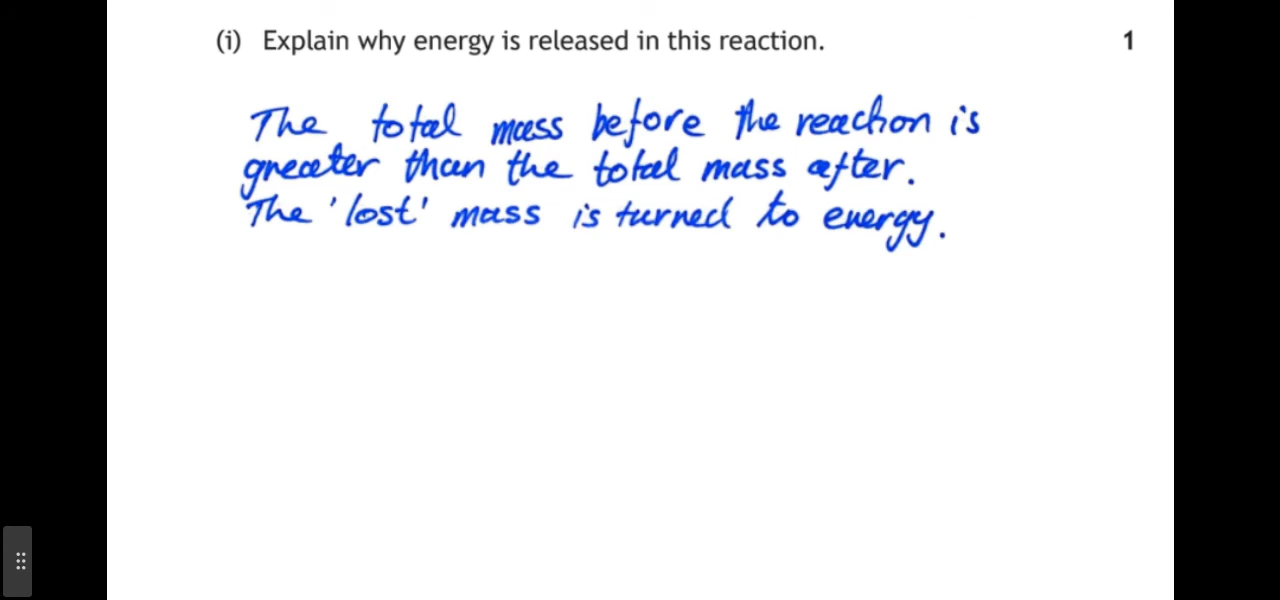 (i) Explain why energy is released in this reaction. 1
The total mass before the reaction is
greater than the total mass after.
The 'lost' mass is turned to energy.